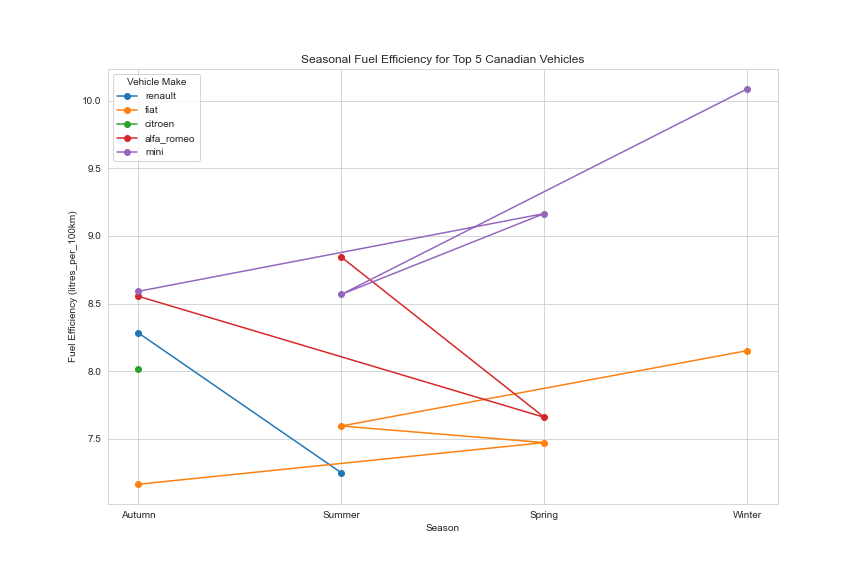 Seasonal Fuel Efficiency for Top 5 Canadian Vehicles
Vehicle Make
renault
fiat
citroen
alfa_romeo
mini
10.0
9.5
9.0
8.5
8.0
7.5
Fuel Efficiency (litres_per_100km)
Autumn Summer Spring Winter
Season